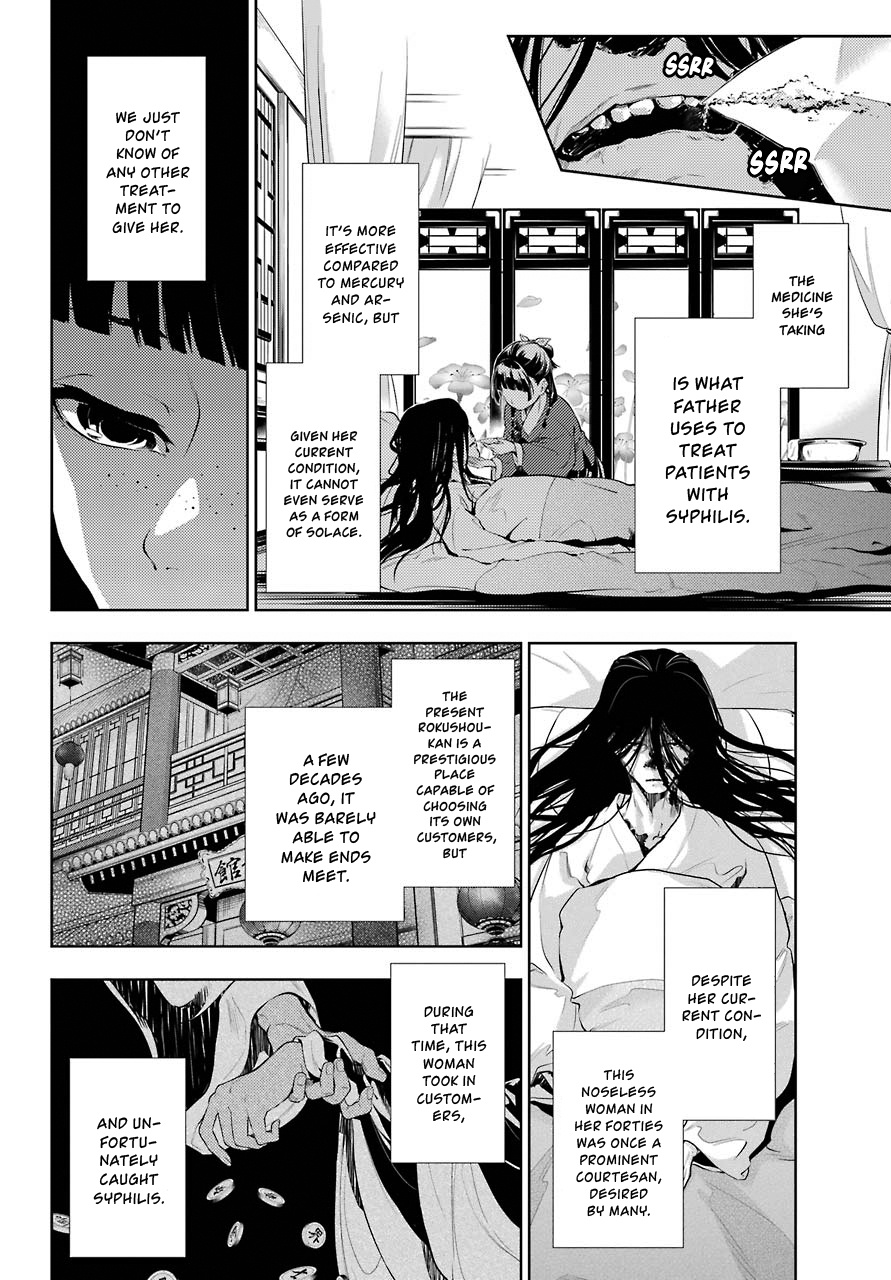 SSRR
SSRR
THE
MEDICINE
SHE'S
TAKING
IS WHAT
FATHER
USES TO
TREAT
PATIENTS
WITH
SYPHILIS.
IT'S MORE
EFFECTIVE
COMPARED
TO MERCURY
AND AR-
SENIC, BUT
GIVEN HER
CURRENT
CONDITION,
IT CANNOT
EVEN SERVE
AS A FORM
OF SOLACE.
WE JUST
DON'T
KNOW OF
ANY OTHER
TREAT-
MENT TO
GIVE HER.
DESPITE
HER CUR-
RENT CON-
DITION,
THIS
NOSELESS
WOMAN IN
HER FORTIES
WAS ONCE A
PROMINENT
COURTESAN,
DESIRED
BY MANY.
THE
PRESENT
ROKUSHOU-
KAN IS A
PRESTIGIOUS
PLACE
CAPABLE OF
CHOOSING
ITS OWN
CUSTOMERS,
BUT
A FEW
DECADES
AGO, IT
WAS BARELY
ABLE TO
MAKE ENDS
MEET.
館
DURING
THAT
TIME, THIS
WOMAN
TOOK IN
CUSTOM-
ERS,
AND UN-
FORTU-
NATELY
CAUGHT
SYPHILIS.